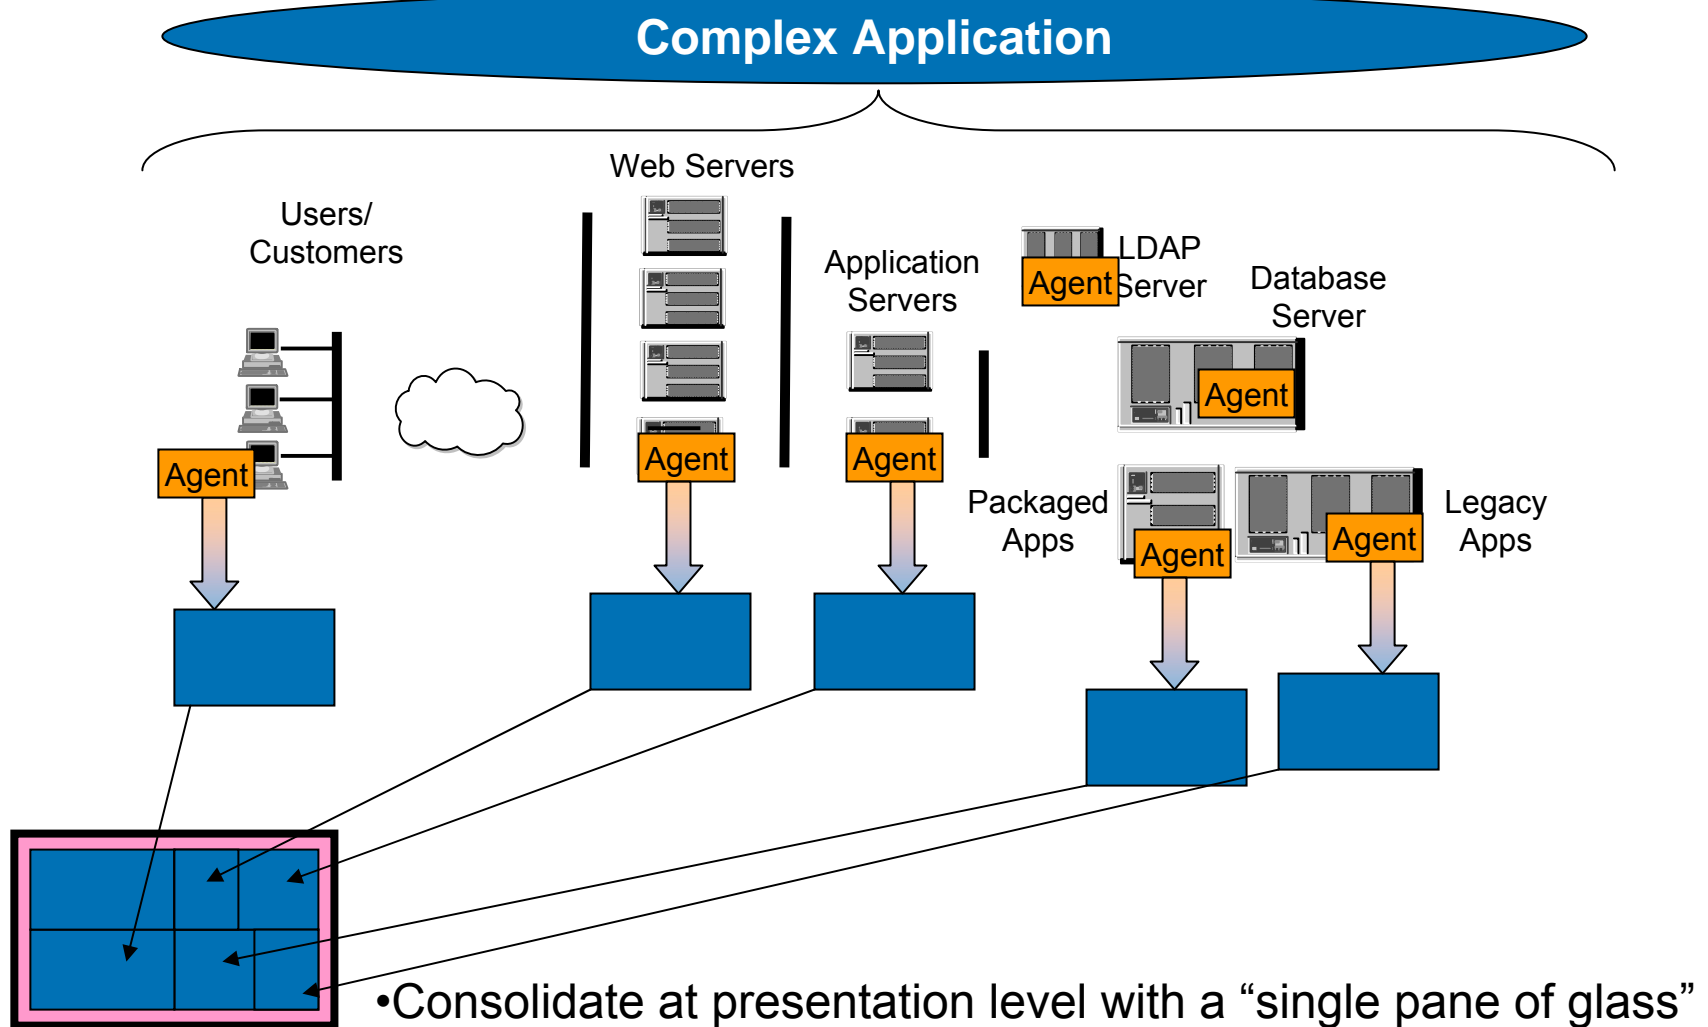 Complex Application
Web Servers
Users/
Customers
Application
Servers
LDAP
Server
Agent
Database
Server
Agent
Agent
Agent
Agent
Packaged
Apps
Agent
Agent
Legacy
Apps
•Consolidate at presentation level with a “single pane of glass”